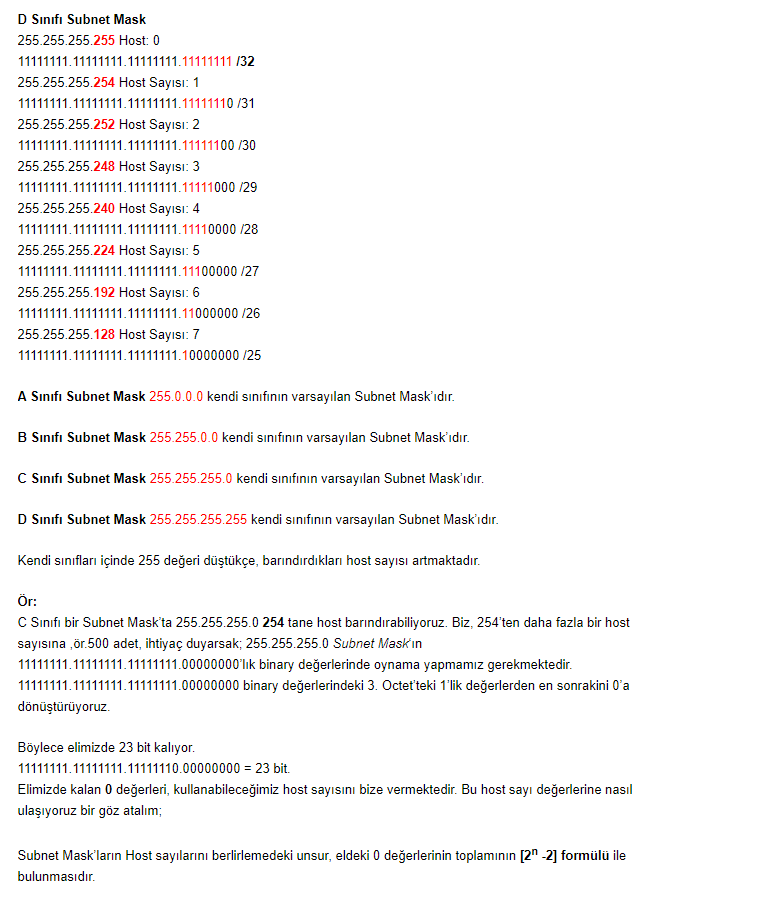 D Sınıfı Subnet Mask
255.255.255.255 Host: 0
11111111.11111111.11111111.11111111 /32
255.255.255.254 Host Sayısı: 1
11111111.11111111.11111111.11111110 /31
255.255.255.252 Host Sayısı: 2
11111111.11111111.11111111.11111100 /30
255.255.255.248 Host Sayısı: 3
11111111.11111111.11111111.11111000 /29
255.255.255.240 Host Sayısı: 4
11111111.11111111.11111111.11110000 /28
255.255.255.224 Host Sayısı: 5
11111111.11111111.11111111.11100000 /27
255.255.255.192 Host Sayısı: 6
11111111.11111111.11111111.11000000 /26
255.255.255.128 Host Sayısı: 7
11111111.11111111.11111111.10000000 /25
A Sınıfı Subnet Mask 255.0.0.0 kendi sınıfının varsayılan Subnet Mask’ıdır.
B Sınıfı Subnet Mask 255.255.0.0 kendi sınıfının varsayılan Subnet Mask’ıdır.
C Sınıfı Subnet Mask 255.255.255.0 kendi sınıfının varsayılan Subnet Mask’ıdır.
D Sınıfı Subnet Mask 255.255.255.255 kendi sınıfının varsayılan Subnet Mask’ıdır.
Kendi sınıfları içinde 255 değeri düştükçe, barındırdıkları host sayısı artmaktadır.
Ör:
C Sınıfı bir Subnet Mask’ta 255.255.255.0 254 tane host barındırabiliyoruz. Biz, 254’ten daha fazla bir host
sayısına ,ör.500 adet, ihtiyaç duyarsak; 255.255.255.0 Subnet Mask’ın
11111111.11111111.11111111.00000000’lık binary değerlerinde oynama yapmamız gerekmektedir.
11111111.11111111.11111111.00000000 binary değerlerindeki 3. Octet’teki 1’lik değerlerden en sonrakini 0’a
dönüştürüyoruz.
Böylece elimizde 23 bit kalıyor.
11111111.11111111.11111110.00000000 = 23 bit.
Elimizde kalan 0 değerleri, kullanabileceğimiz host sayısını bize vermektedir. Bu host sayı değerlerine nasıl
ulaşıyoruz bir göz atalım;
Subnet Mask’ların Host sayılarını berlirlemedeki unsur, eldeki 0 değerlerinin toplamının [2ⁿ -2] formülü ile
bulunmasıdır.